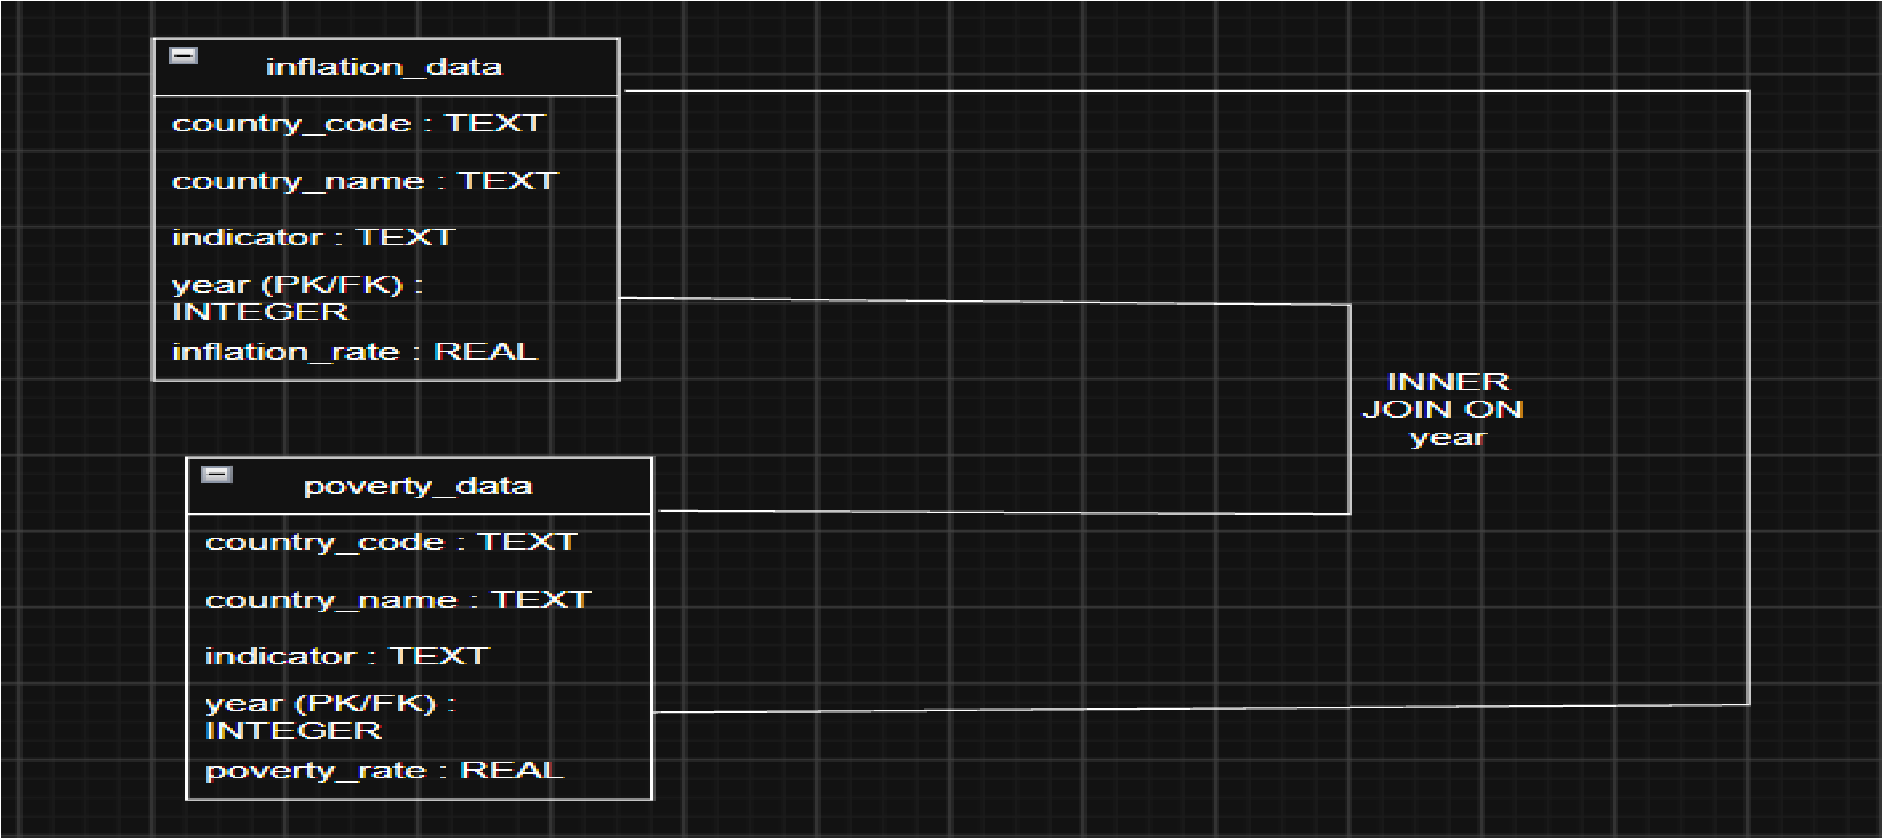 inflation_data
country_code : TEXT
country_name : TEXT
indicator : TEXT
year (PK/FK) :
INTEGER
inflation_rate : REAL
INNER
JOIN ON
year
poverty_data
country_code : TEXT
country_name : TEXT
indicator : TEXT
year (PK/FK) :
INTEGER
poverty_rate : REAL